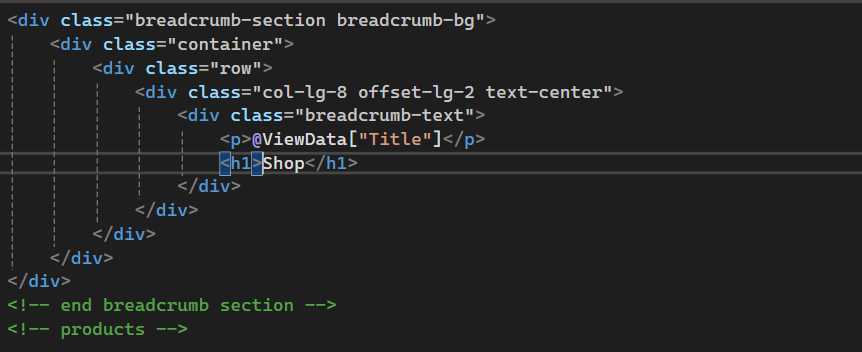 <div class="breadcrumb-section breadcrumb-bg">
    <div class="container">
        <div class="row">
            <div class="col-lg-8 offset-lg-2 text-center">
                <div class="breadcrumb-text">
                    <p>@ViewData["Title"]</p>
                    <h1>Shop</h1>
                </div>
            </div>
        </div>
    </div>
</div>
<!-- end breadcrumb section -->
<!-- products -->